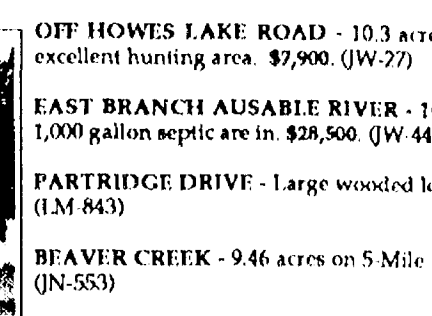 OFF HOWES LAKE ROAD - 10.3
excellent hunting area. $7,900. (JW-27)
EAST BRANCH AUSABLE RIVER -
1,000 gallon septic are in. $28,500. (JW-44
PARTRIDGE DRIVE - Large wooded
(LM-843)
BEAVER CREEK - 9.46 acres on 5-Mile
(JN-553)